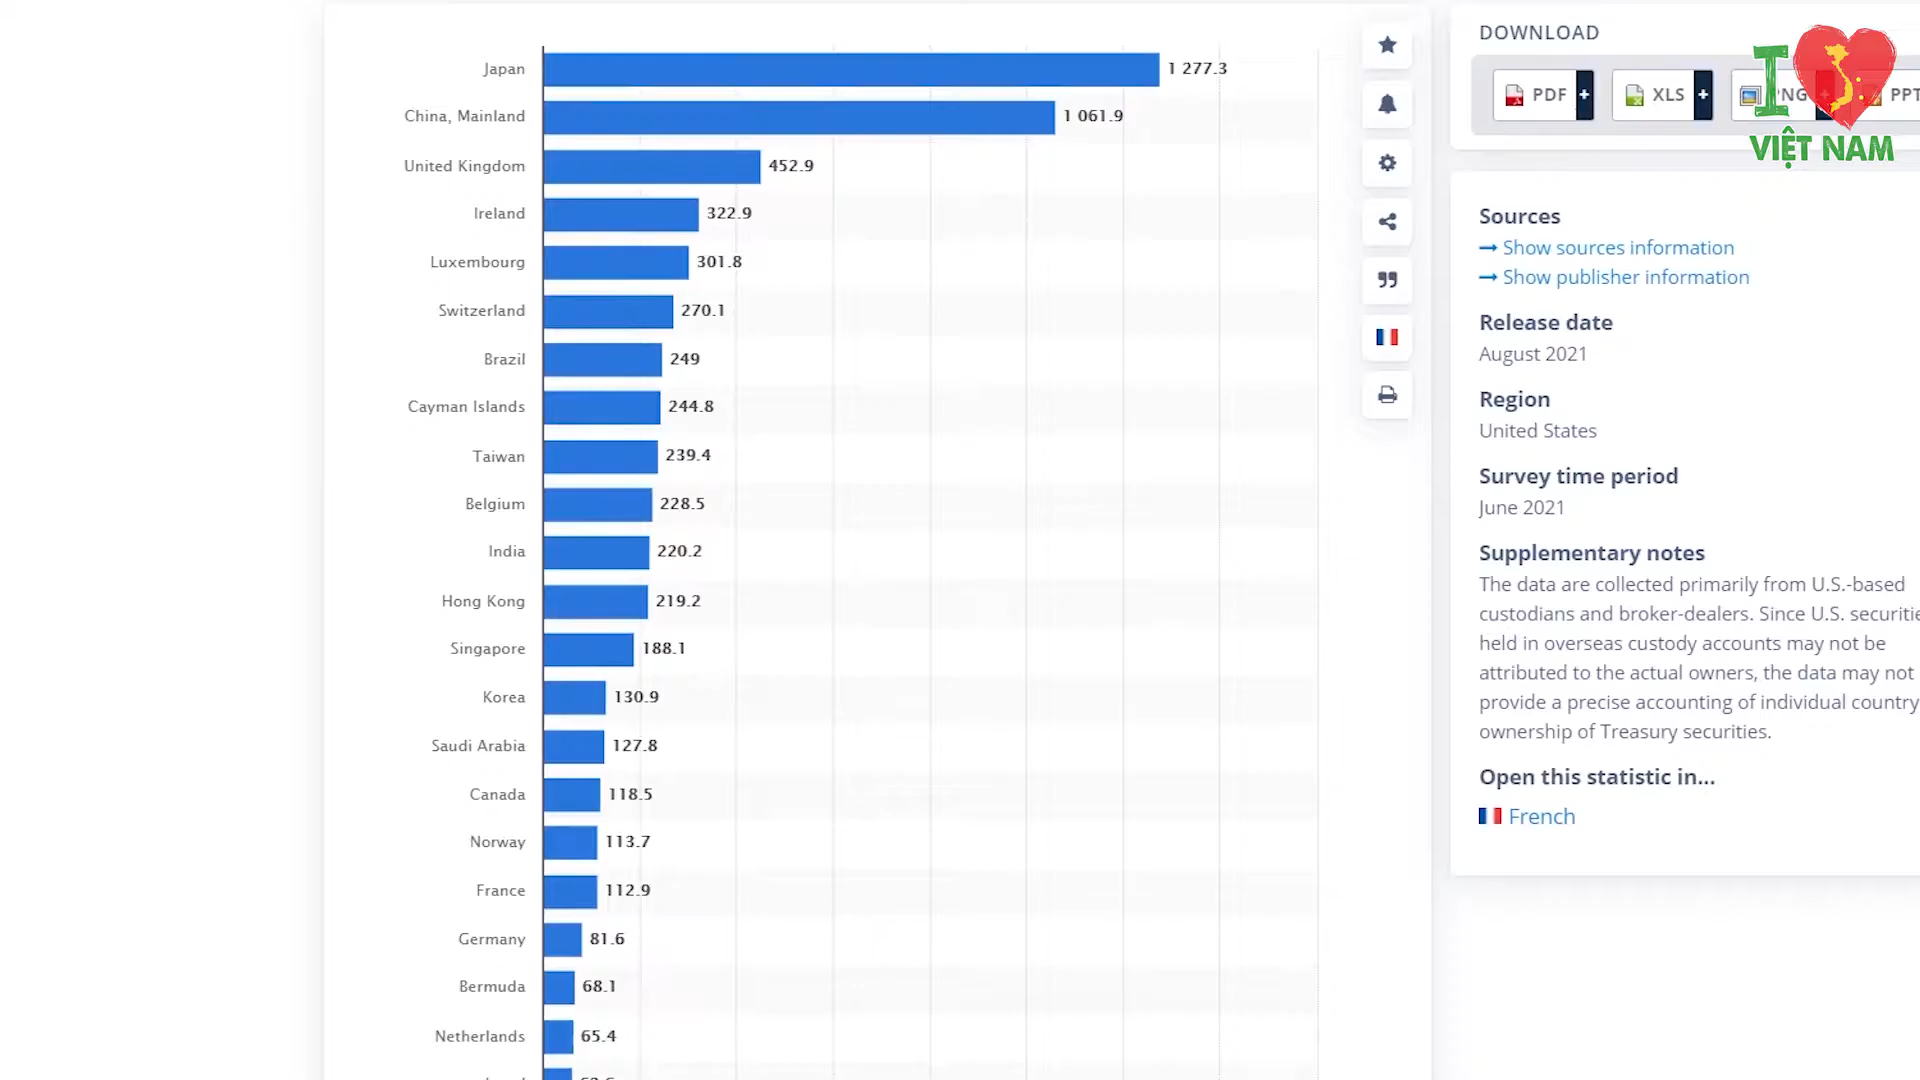 Japan 1 277.3
China, Mainland 1 061.9
United Kingdom 452.9
Ireland 322.9
Luxembourg 301.8
Switzerland 270.1
Brazil 249
Cayman Islands 244.8
Taiwan 239.4
Belgium 228.5
India 220.2
Hong Kong 219.2
Singapore 188.1
Korea 130.9
Saudi Arabia 127.8
Canada 118.5
Norway 113.7
France 112.9
Germany 81.6
Bermuda 68.1
Netherlands 65.4
DOWNLOAD
PDF + XLS + PNG + PPT
I
VIỆT NAM
Sources
Show sources information
Show publisher information
Release date
August 2021
Region
United States
Survey time period
June 2021
Supplementary notes
The data are collected primarily from U.S.-based
custodians and broker-dealers. Since U.S. securitie
held in overseas custody accounts may not be
attributed to the actual owners, the data may not
provide a precise accounting of individual country
ownership of Treasury securities.
Open this statistic in...
French